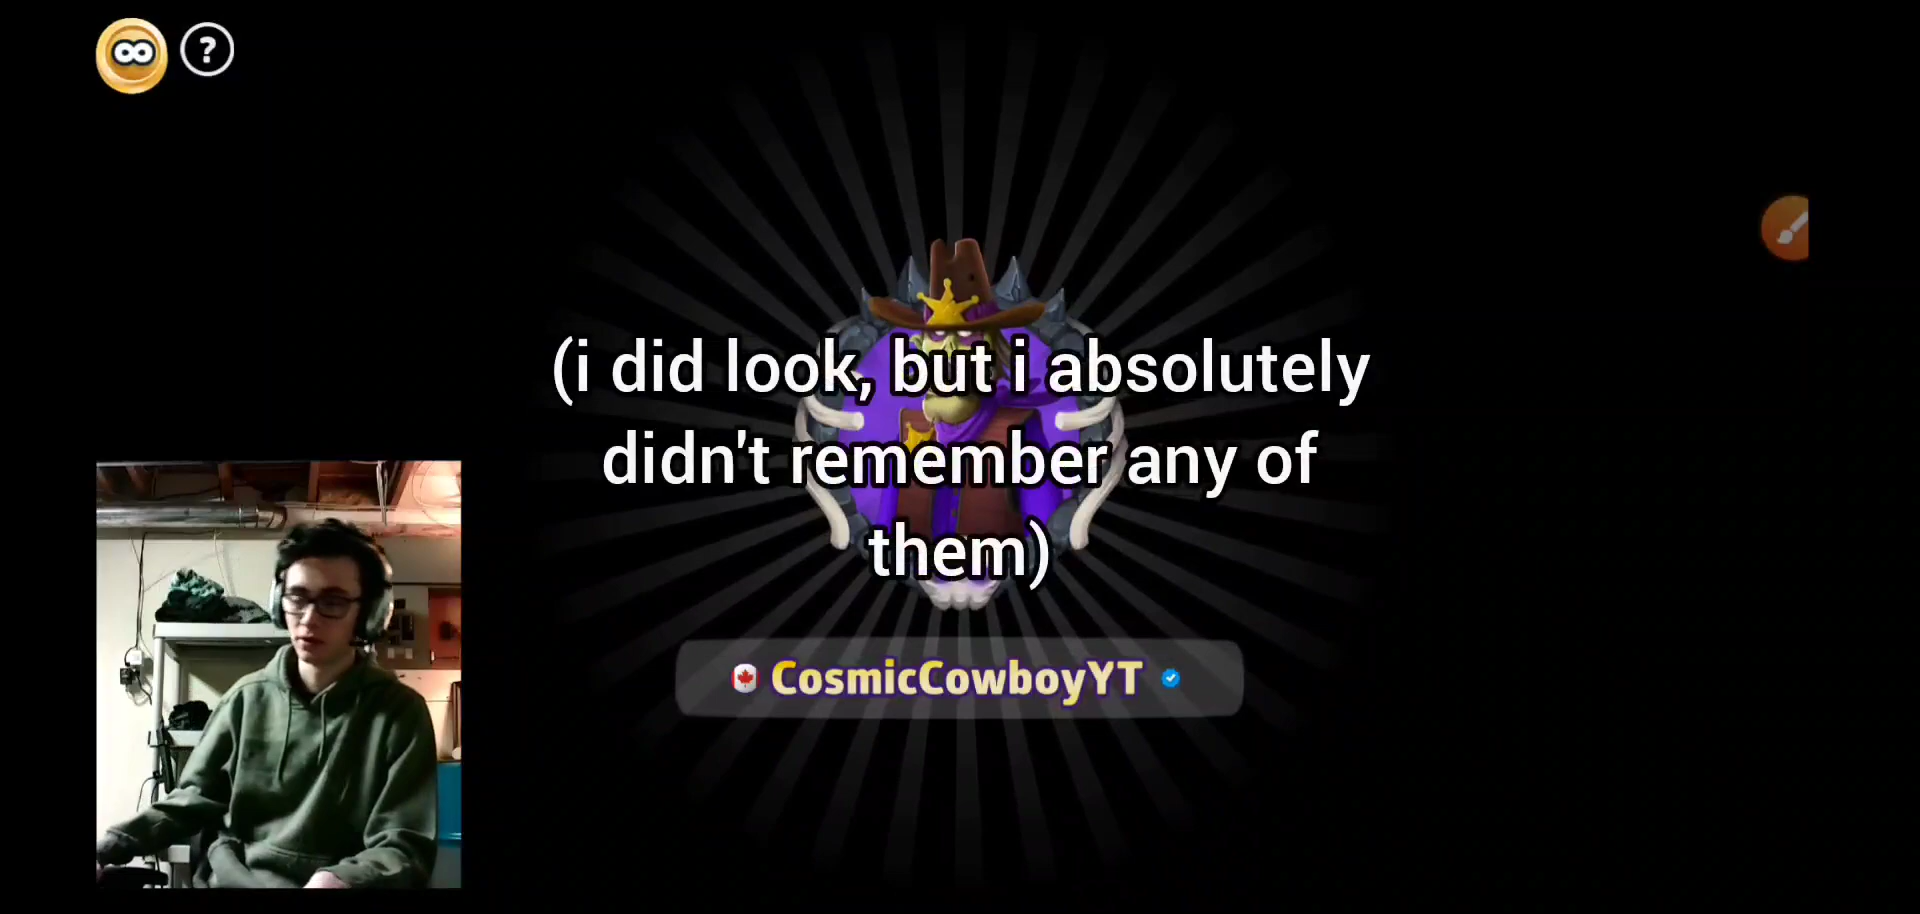 ?
(i did look, but i absolutely
didn't remember any of
them)
CosmicCowboyYT